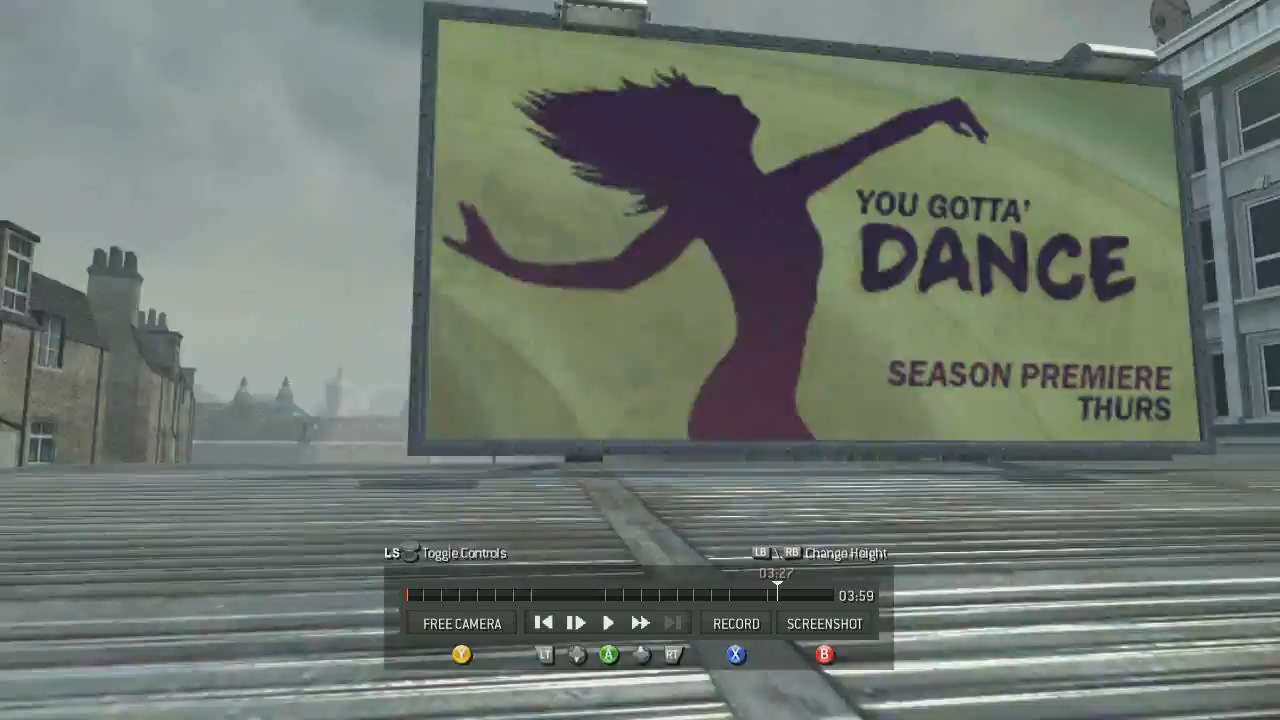 YOU GOTTA'
DANCE
SEASON PREMIERE
THURS
LS Toggle Controls
LB RB Change Height
03:27
03:59
FREE CAMERA
RECORD
SCREENSHOT
Y
LT
A
RT
X
B